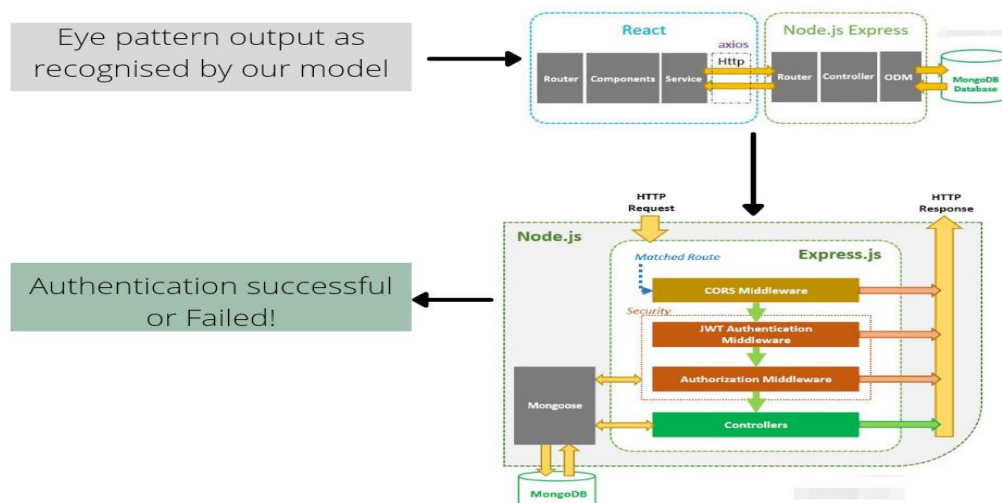 Eye pattern output as
recognised by our model
React
Node.js Express
axios
Http
Router
Components
Service
Router
Controller
ODM
MongoDB
Database
HTTP
Request
HTTP
Response
Node.js
Express.js
Matched Route
CORS Middleware
Security
JWT Authentication
Middleware
Authorization Middleware
Controllers
Mongoose
MongoDB
Authentication successful
or Failed!